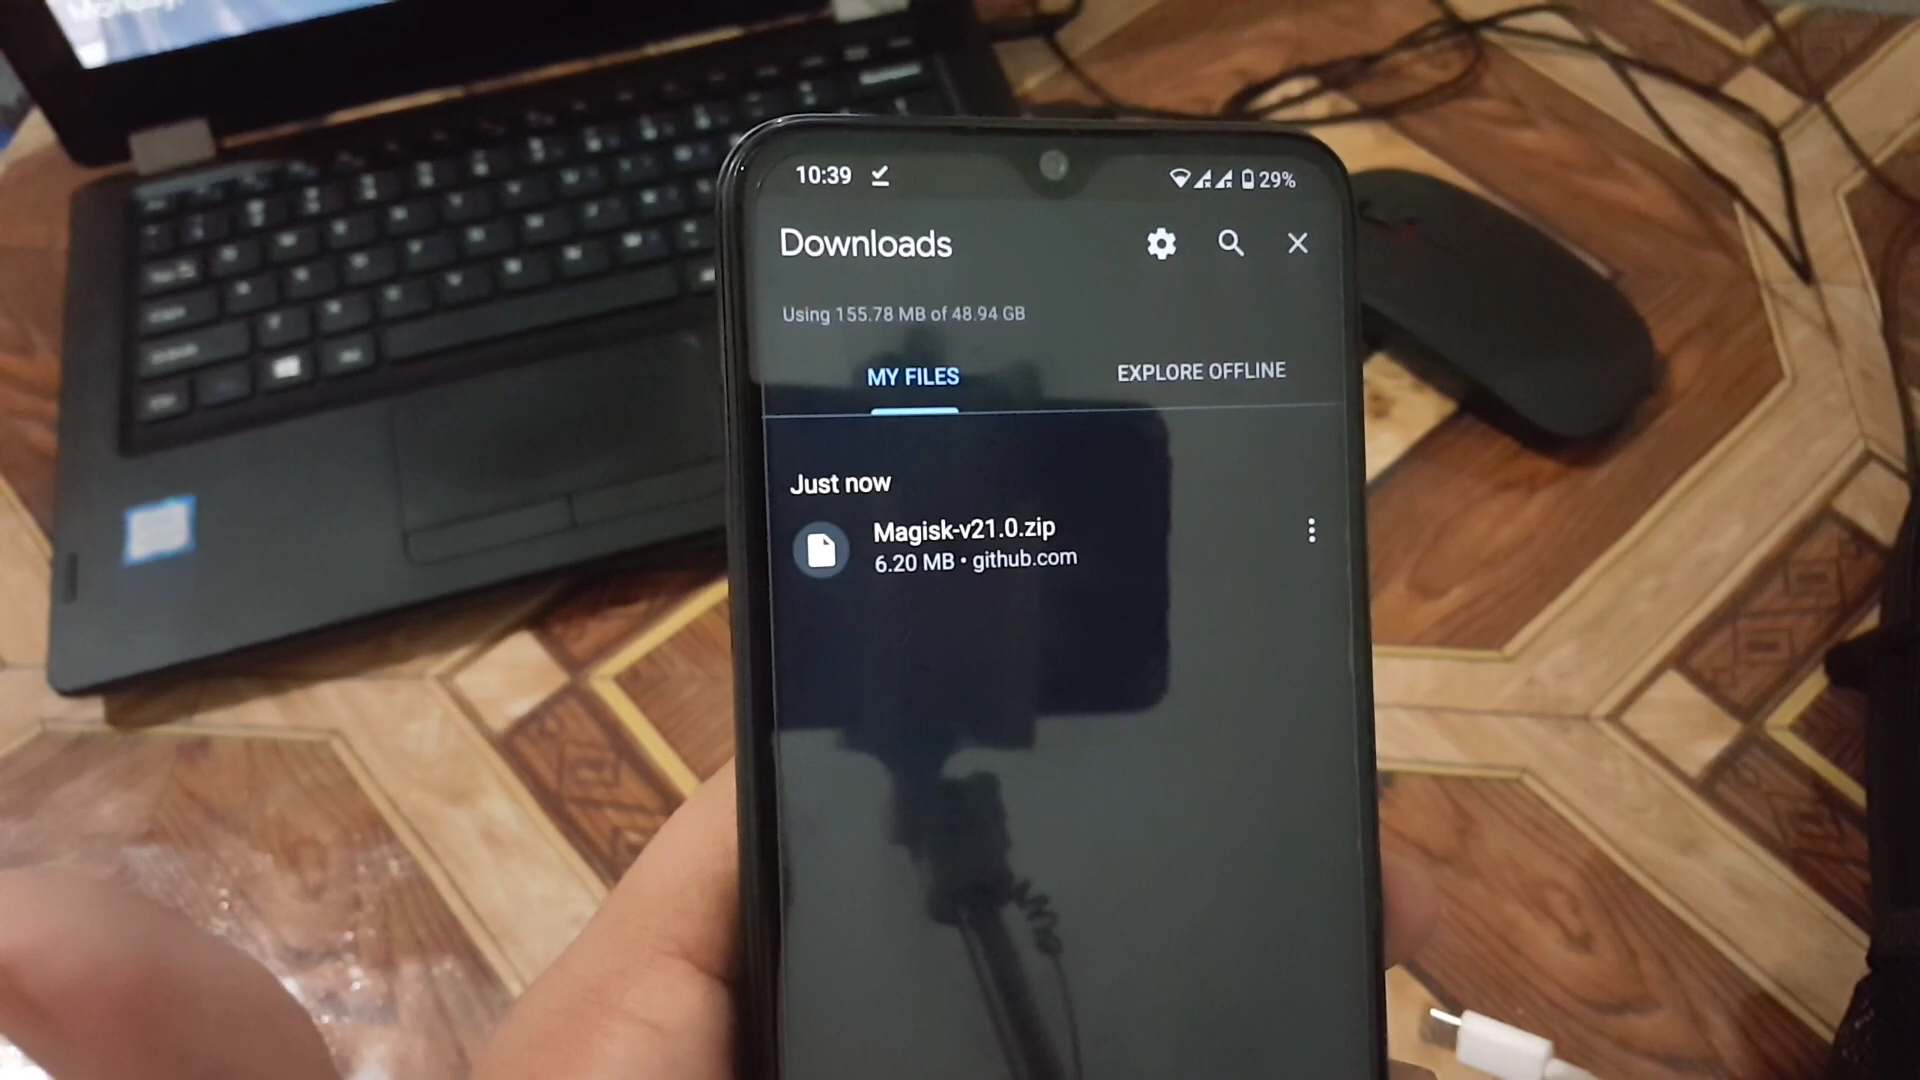 10:39
29%
Downloads
Using 155.78 MB of 48.94 GB
MY FILES
EXPLORE OFFLINE
Just now
Magisk-v21.0.zip
6.20 MB • github.com